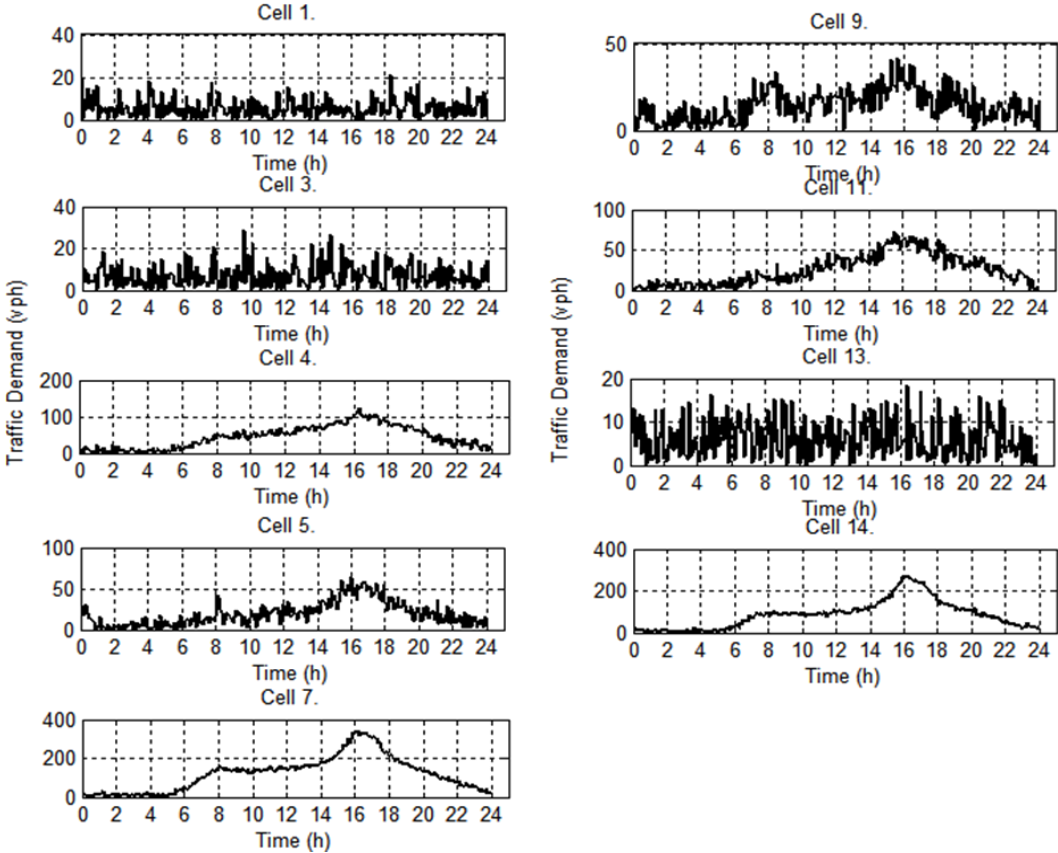 Cell 1.
40
20
0
0 2 4 6 8 10 12 14 16 18 20 22 24
Time (h)
Cell 3.
40
20
0
0 2 4 6 8 10 12 14 16 18 20 22 24
Time (h)
Cell 4.
200
100
0
0 2 4 6 8 10 12 14 16 18 20 22 24
Time (h)
Cell 5.
100
50
0
0 2 4 6 8 10 12 14 16 18 20 22 24
Time (h)
Cell 7.
400
200
0
0 2 4 6 8 10 12 14 16 18 20 22 24
Time (h)
Traffic Demand (vph)
Cell 9.
50
0
0 2 4 6 8 10 12 14 16 18 20 22 24
Time (h)
Cell 11.
100
50
0
0 2 4 6 8 10 12 14 16 18 20 22 24
Time (h)
Cell 13.
20
10
0
0 2 4 6 8 10 12 14 16 18 20 22 24
Time (h)
Cell 14.
400
200
0
0 2 4 6 8 10 12 14 16 18 20 22 24
Time (h)
Traffic Demand (vph)